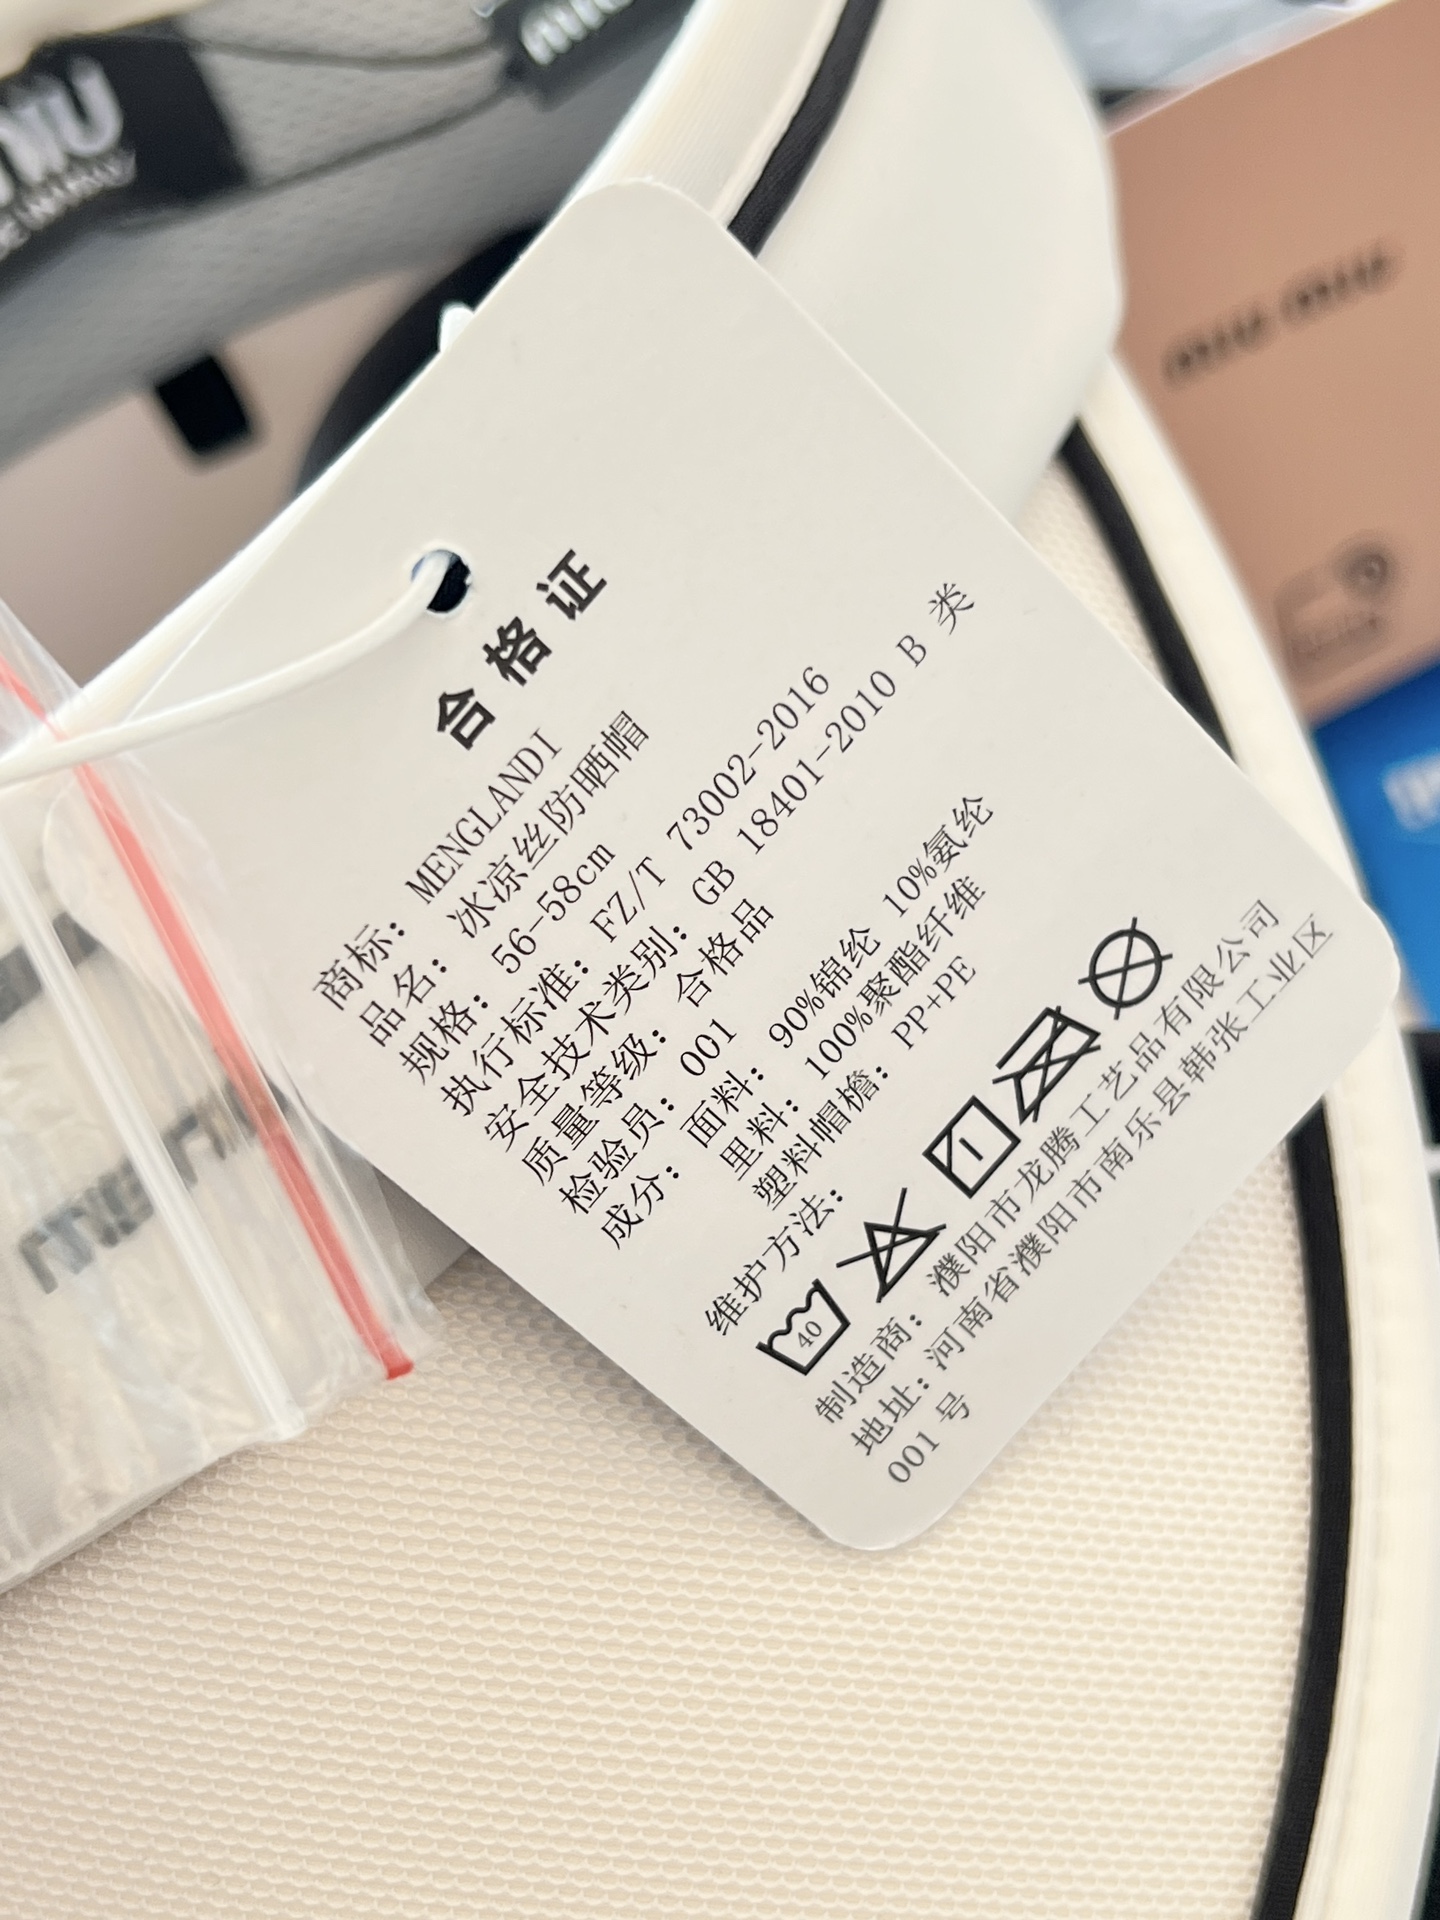 miu miu
合格证
商标： MENGLANDI
品名： 冰凉丝防晒帽
规格： 56-58cm
执行标准： FZ/T 73002-2016
安全技术类别： GB 18401-2010 B 类
质量等级： 合格品
检验员： 001
成分： 面料： 90%锦纶 10%氨纶
里料： 100%聚酯纤维
塑料帽檐： PP+PE
维护方法：
40
制造商： 濮阳市龙腾工艺品有限公司
地址： 河南省濮阳市南乐县韩张工业区
001 号